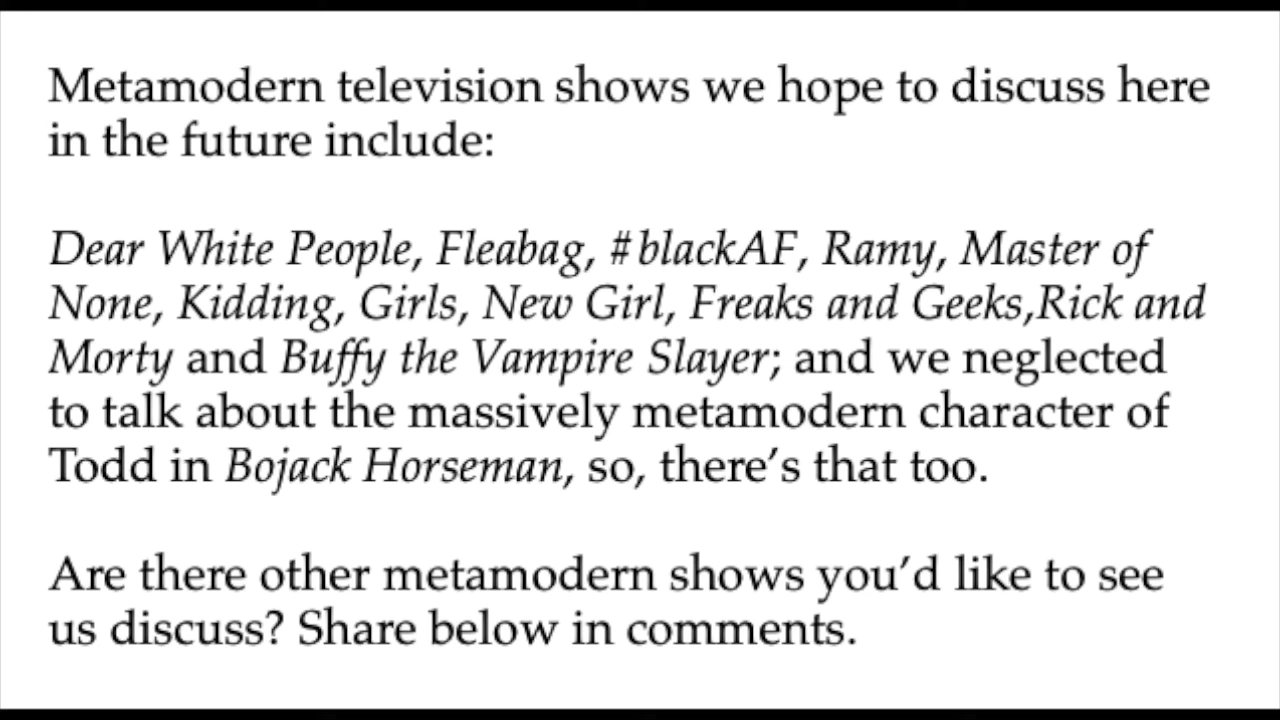 Metamodern television shows we hope to discuss here
in the future include:
Dear White People, Fleabag, #blackAF, Ramy, Master of
None, Kidding, Girls, New Girl, Freaks and Geeks,Rick and
Morty and Buffy the Vampire Slayer; and we neglected
to talk about the massively metamodern character of
Todd in Bojack Horseman, so, there’s that too.
Are there other metamodern shows you’d like to see
us discuss? Share below in comments.